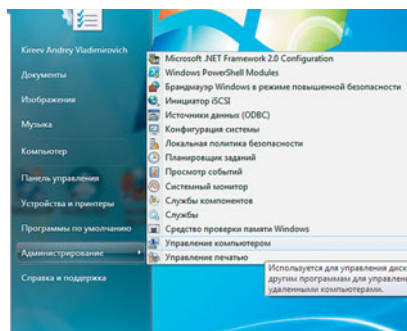 Kireev Andrey Vladimirovich
Документы
Изображения
Музыка
Компьютер
Панель управления
Устройства и принтеры
Программы по умолчанию
Администрирование
Справка и поддержка
Microsoft .NET Framework 2.0 Configuration
Windows PowerShell Modules
Брандмауэр Windows в режиме повышенной безопасности
Инициатор iSCSI
Источники данных (ODBC)
Конфигурация системы
Локальная политика безопасности
Планировщик заданий
Просмотр событий
Системный монитор
Службы компонентов
Службы
Средство проверки памяти Windows
Управление компьютером
Управление печатью
Используется для управления диск
другим программам для управлен
удаленными компьютерами.